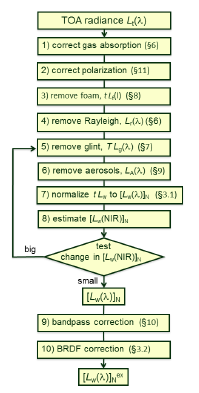 TOA radiance Lₜ(λ)
1) correct gas absorption (§6)
2) correct polarization (§11)
3) remove foam, t Lf(l) (§8)
4) remove Rayleigh, Lᵣ(λ) (§6)
5) remove glint, T Lg(λ) (§7)
6) remove aerosols, LA(λ) (§9)
7) normalize t Lw to [Lw(λ)]N (§3.1)
8) estimate [Lw(NIR)]N
big
test
change in [Lw(NIR)]N
small
[Lw(λ)]N
9) bandpass correction (§10)
10) BRDF correction (§3.2)
[Lw(λ)]Nᵉˣ